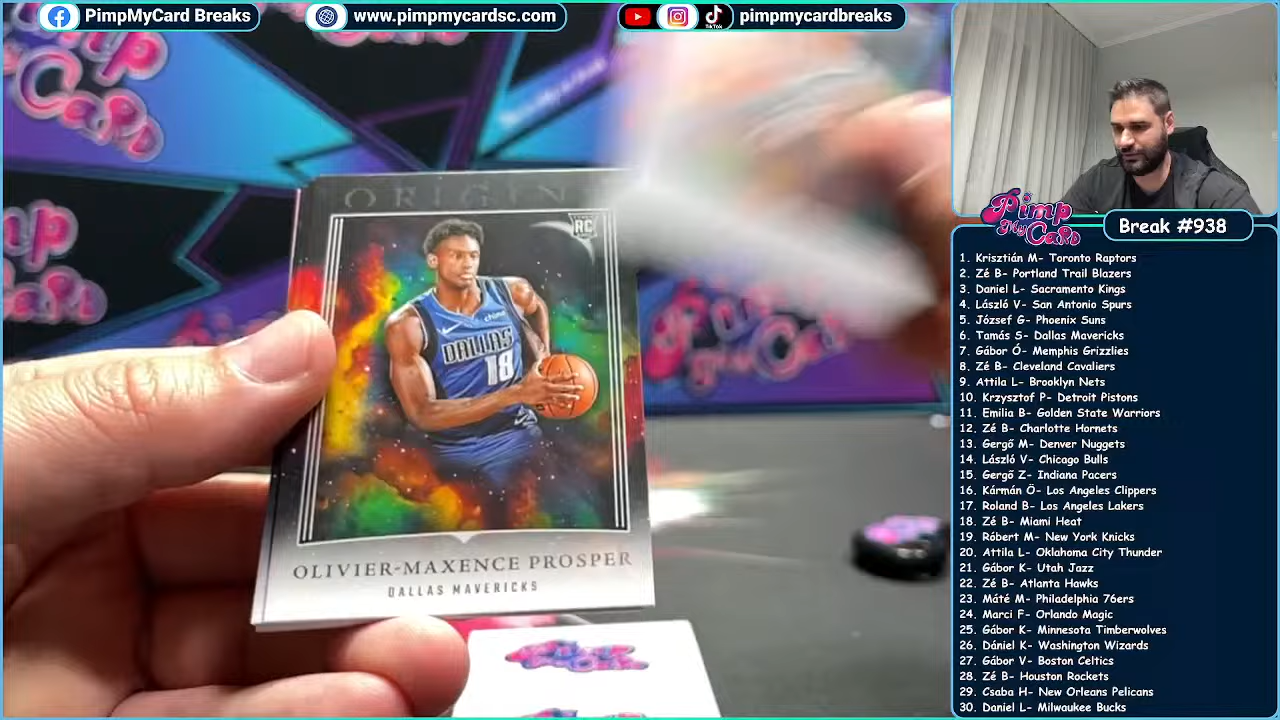 PimpMyCard Breaks
www.pimpmycardsc.com
TikTok
pimpmycardbreaks
Pimp
My CaRd
Break #938
1. Krisztián M- Toronto Raptors
2. Zé B- Portland Trail Blazers
3. Daniel L- Sacramento Kings
4. László V- San Antonio Spurs
5. József G- Phoenix Suns
6. Tamás S- Dallas Mavericks
7. Gábor Ó- Memphis Grizzlies
8. Zé B- Cleveland Cavaliers
9. Attila L- Brooklyn Nets
10. Krzysztof P- Detroit Pistons
11. Emilia B- Golden State Warriors
12. Zé B- Charlotte Hornets
13. Gergő M- Denver Nuggets
14. László V- Chicago Bulls
15. Gergő Z- Indiana Pacers
16. Kármán Ö- Los Angeles Clippers
17. Roland B- Los Angeles Lakers
18. Zé B- Miami Heat
19. Róbert M- New York Knicks
20. Attila L- Oklahoma City Thunder
21. Gábor K- Utah Jazz
22. Zé B- Atlanta Hawks
23. Máté M- Philadelphia 76ers
24. Marci F- Orlando Magic
25. Gábor K- Minnesota Timberwolves
26. Dániel K- Washington Wizards
27. Gábor V- Boston Celtics
28. Zé B- Houston Rockets
29. Csaba H- New Orleans Pelicans
30. Daniel L- Milwaukee Bucks
ORIGIN
RC
DALLAS
18
OLIVIER-MAXENCE PROSPER
DALLAS MAVERICKS